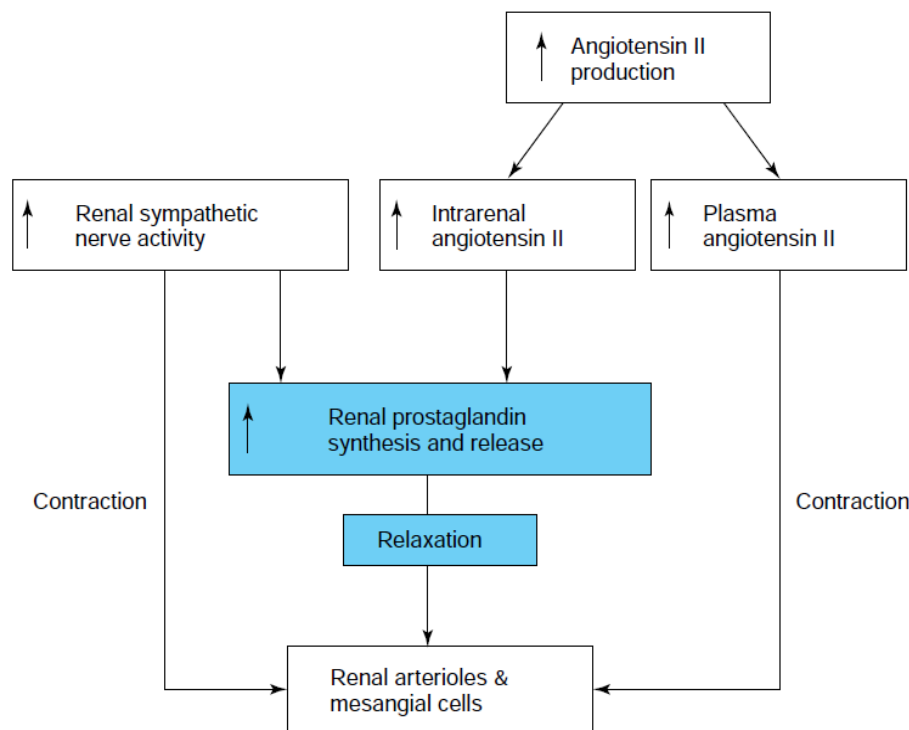 Angiotensin II
production
Renal sympathetic
nerve activity
Intrarenal
angiotensin II
Plasma
angiotensin II
Renal prostaglandin
synthesis and release
Contraction
Contraction
Relaxation
Renal arterioles &
mesangial cells